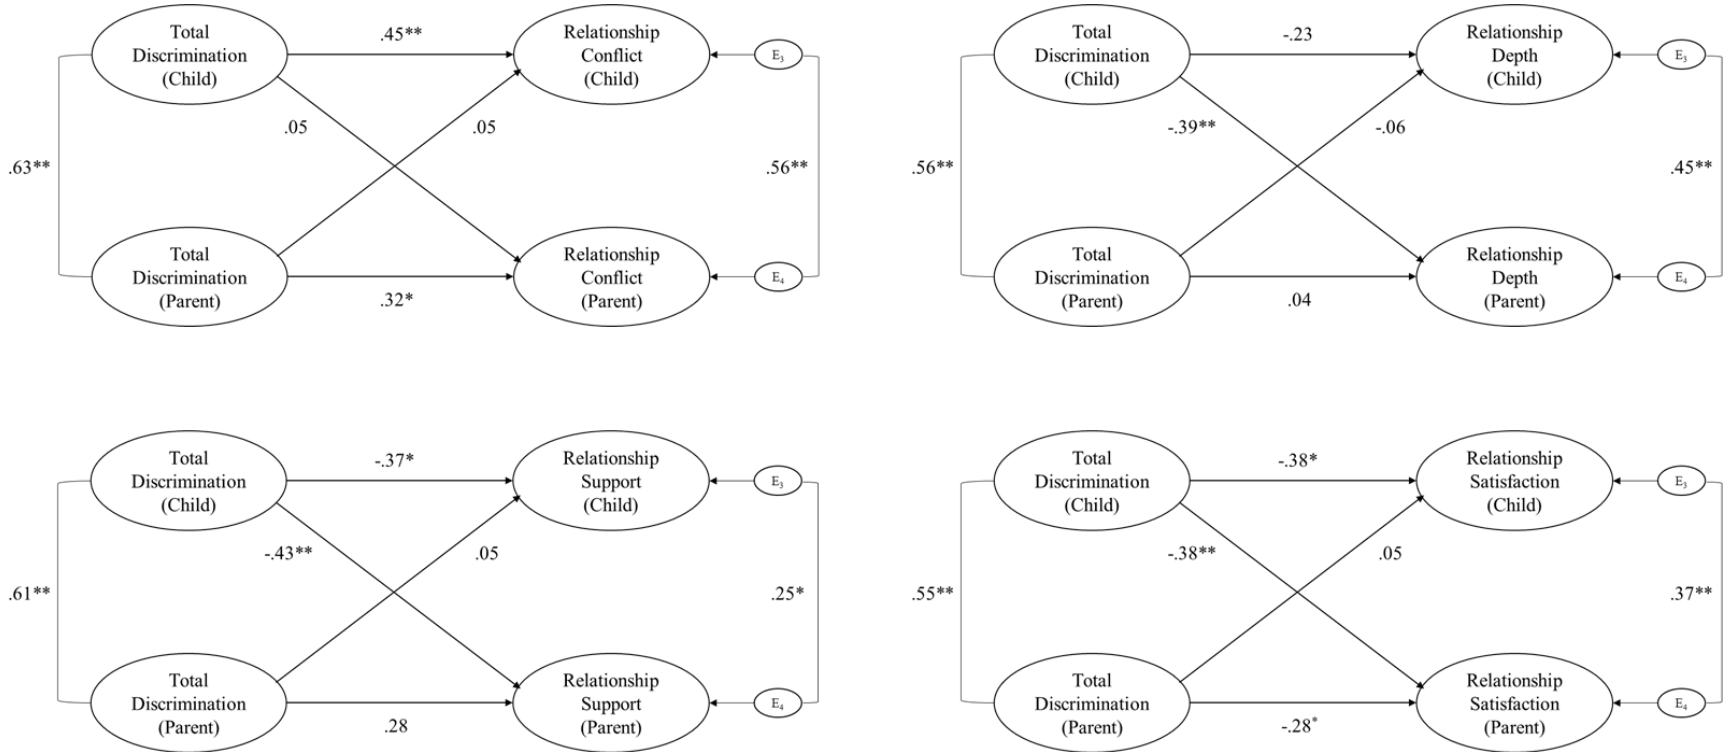 Total
Discrimination
(Child)
.45**
Relationship
Conflict
(Child)
E3
.05
.05
.63**
.56**
Total
Discrimination
(Parent)
.32*
Relationship
Conflict
(Parent)
E4
Total
Discrimination
(Child)
-.23
Relationship
Depth
(Child)
E3
-.39**
-.06
.56**
.45**
Total
Discrimination
(Parent)
.04
Relationship
Depth
(Parent)
E4
Total
Discrimination
(Child)
-.37*
Relationship
Support
(Child)
E3
-.43**
.05
.61**
.25*
Total
Discrimination
(Parent)
.28
Relationship
Support
(Parent)
E4
Total
Discrimination
(Child)
-.38*
Relationship
Satisfaction
(Child)
E3
-.38**
.05
.55**
.37**
Total
Discrimination
(Parent)
-.28*
Relationship
Satisfaction
(Parent)
E4